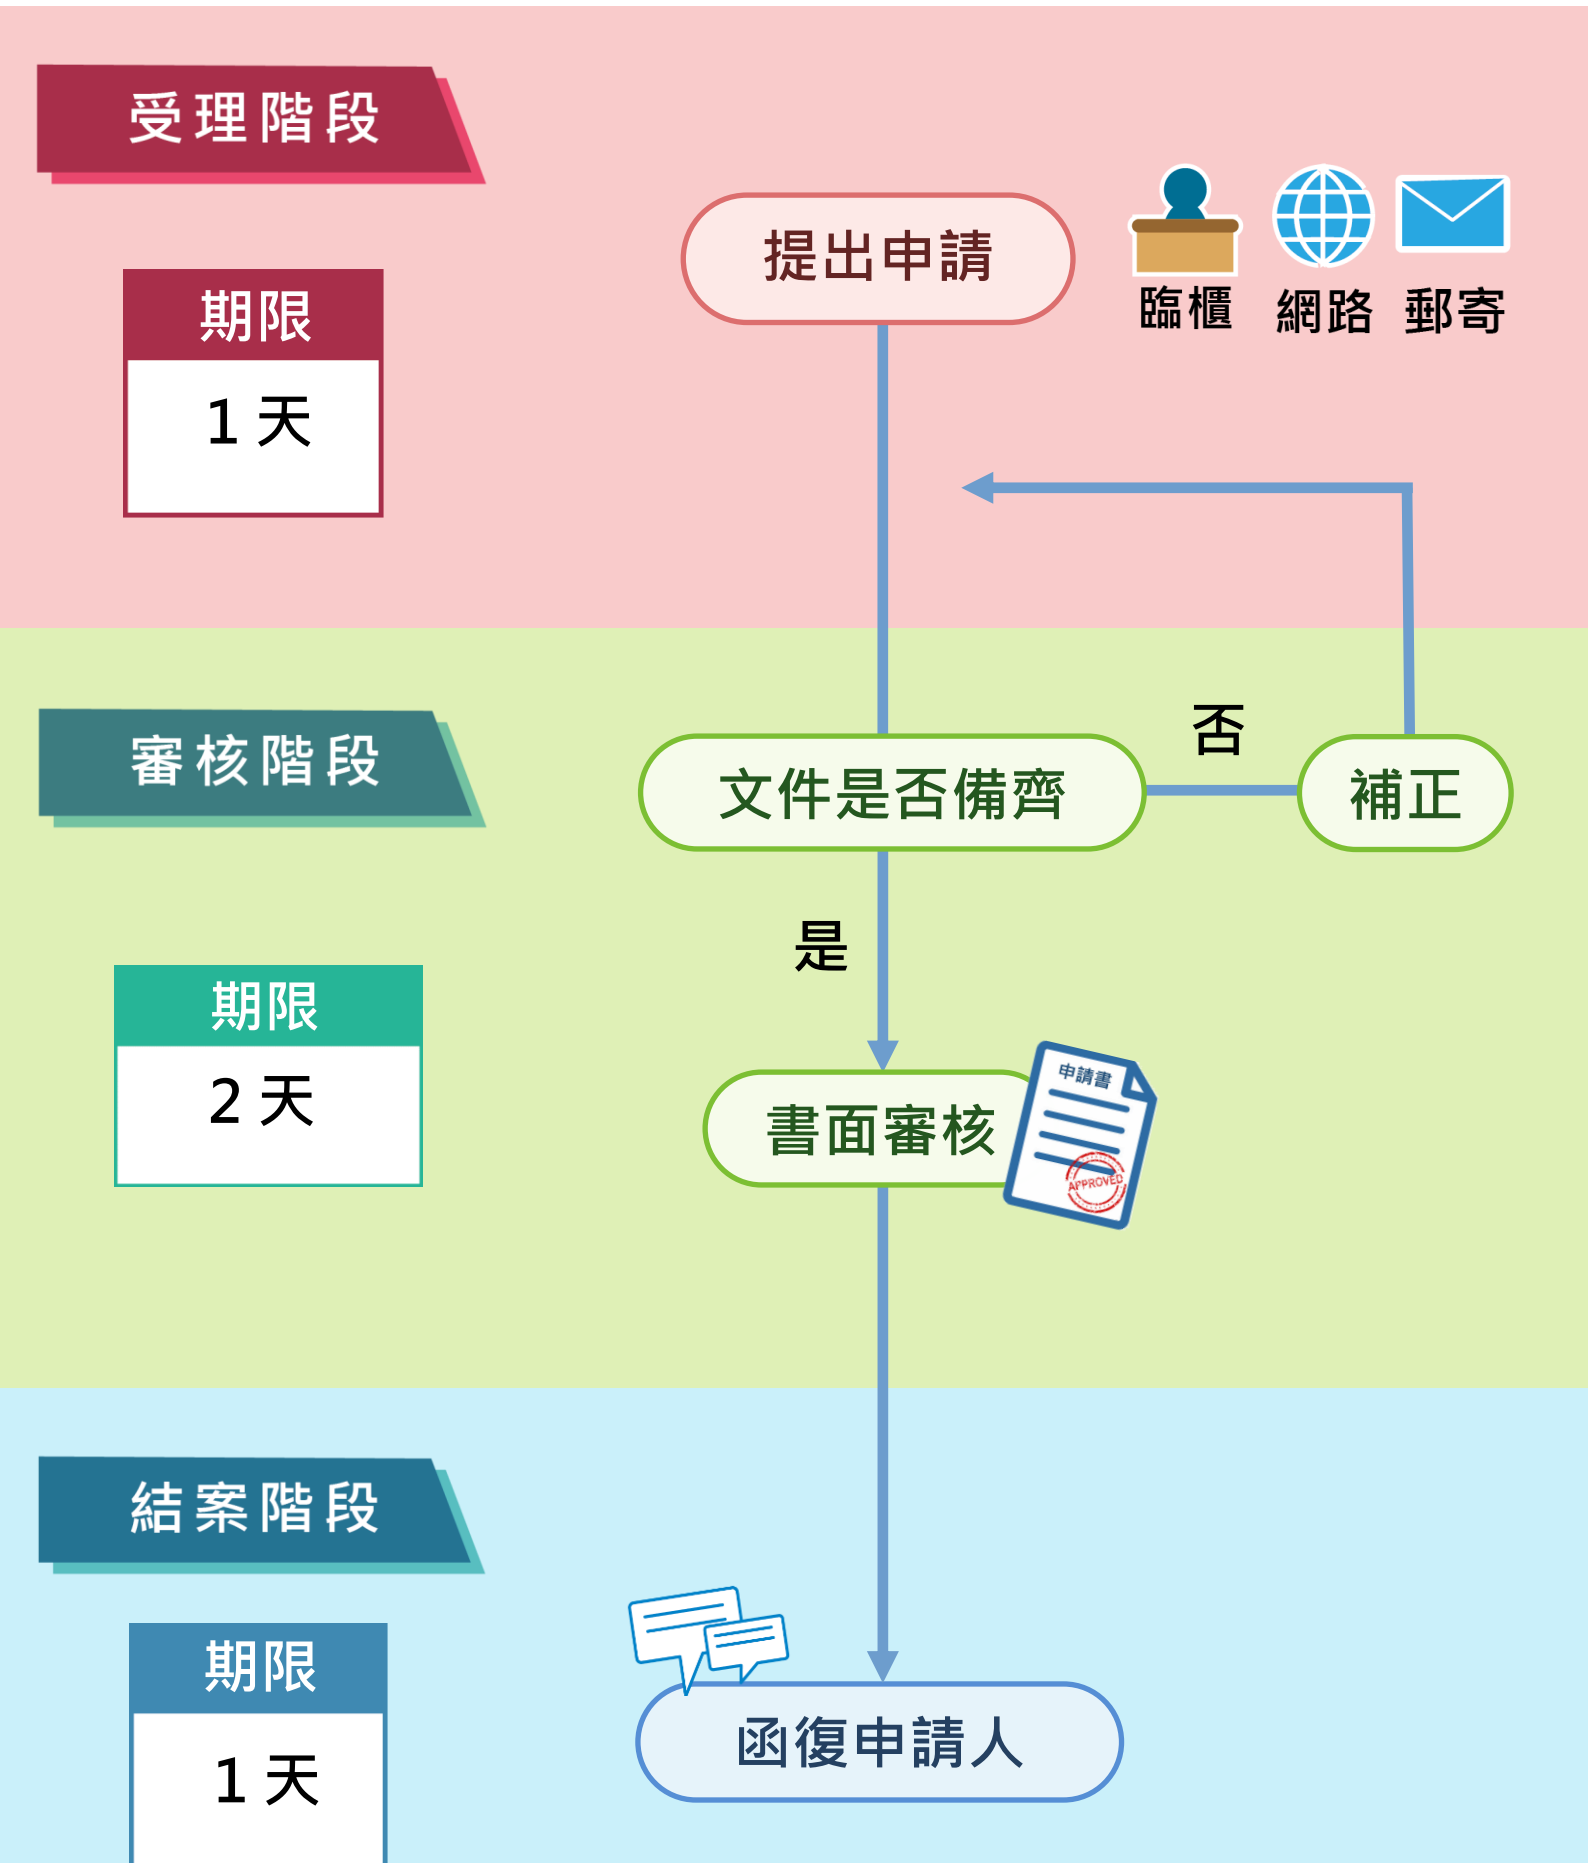 受理階段
提出申請
臨櫃 網路 郵寄
期限
1 天
審核階段
否
文件是否備齊
補正
是
期限
2 天
書面審核
申請書
APPROVED
結案階段
期限
1 天
函復申請人